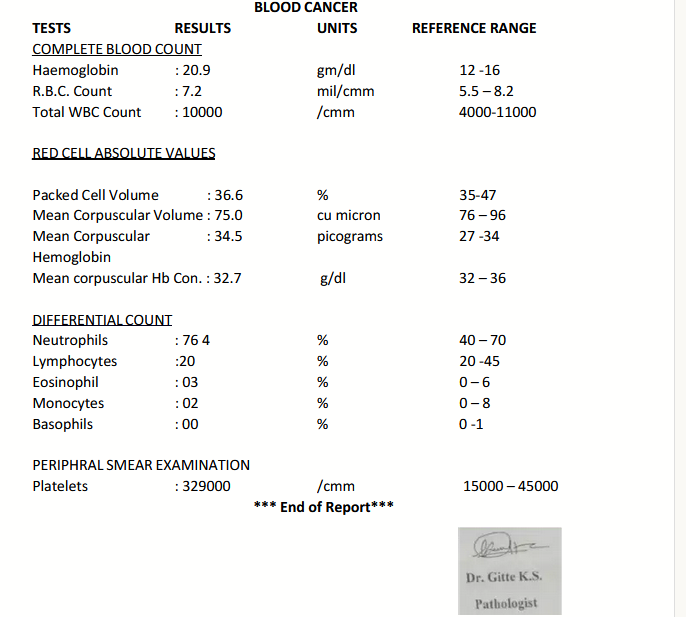 BLOOD CANCER
TESTS RESULTS UNITS REFERENCE RANGE
COMPLETE BLOOD COUNT
Haemoglobin : 20.9 gm/dl 12 -16
R.B.C. Count : 7.2 mil/cmm 5.5 – 8.2
Total WBC Count : 10000 /cmm 4000-11000
RED CELL ABSOLUTE VALUES
Packed Cell Volume : 36.6 % 35-47
Mean Corpuscular Volume : 75.0 cu micron 76 – 96
Mean Corpuscular : 34.5 picograms 27 -34
Hemoglobin
Mean corpuscular Hb Con. : 32.7 g/dl 32 – 36
DIFFERENTIAL COUNT
Neutrophils : 76 4 % 40 – 70
Lymphocytes :20 % 20 -45
Eosinophil : 03 % 0 – 6
Monocytes : 02 % 0 – 8
Basophils : 00 % 0 -1
PERIPHRAL SMEAR EXAMINATION
Platelets : 329000 /cmm 15000 – 45000
*** End of Report***
Dr. Gitte K.S.
Pathologist